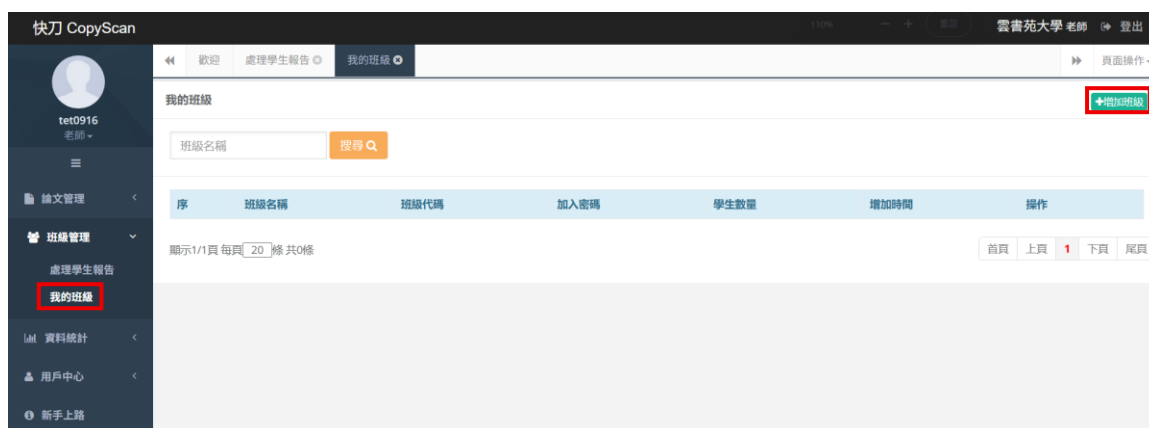 快刀 CopyScan
110%
重設
雲書苑大學 老師 登出
歡迎 處理學生報告 我的班級 頁面操作
tet0916
老師
我的班級
+增加班級
班級名稱
搜尋
論文管理
班級管理
處理學生報告
我的班級
資料統計
用戶中心
新手上路
序 班級名稱 班級代碼 加入密碼 學生數量 增加時間 操作
顯示1/1頁 每頁 20 條 共0條
首頁 上頁 1 下頁 尾頁